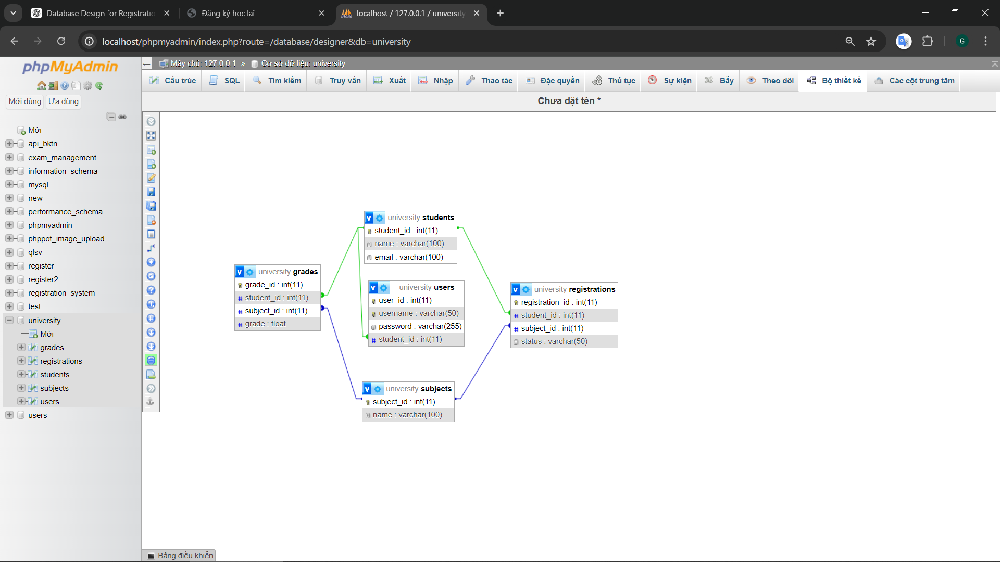 Database Design for Registratio
Đăng ký học lại
localhost / 127.0.0.1 / university
localhost/phpmyadmin/index.php?route=/database/designer&db=university
G
phpMyAdmin
Mới dùng
Ưa dùng
Mới
api_bktn
exam_management
information_schema
mysql
new
performance_schema
phpmyadmin
phppot_image_upload
qlsv
register
register2
registration_system
test
university
Mới
grades
registrations
students
subjects
users
users
Máy chủ: 127.0.0.1 » Cơ sở dữ liệu: university
Cấu trúc
SQL
Tìm kiếm
Truy vấn
Xuất
Nhập
Thao tác
Đặc quyền
Thủ tục
Sự kiện
Bẫy
Theo dõi
Bộ thiết kế
Các cột trung tâm
Chưa đặt tên *
v university students
student_id : int(11)
name : varchar(100)
email : varchar(100)
v university grades
grade_id : int(11)
# student_id : int(11)
# subject_id : int(11)
# grade : float
v university users
user_id : int(11)
username : varchar(50)
password : varchar(255)
# student_id : int(11)
v university registrations
registration_id : int(11)
# student_id : int(11)
# subject_id : int(11)
status : varchar(50)
v university subjects
subject_id : int(11)
name : varchar(100)
Bảng điều khiển